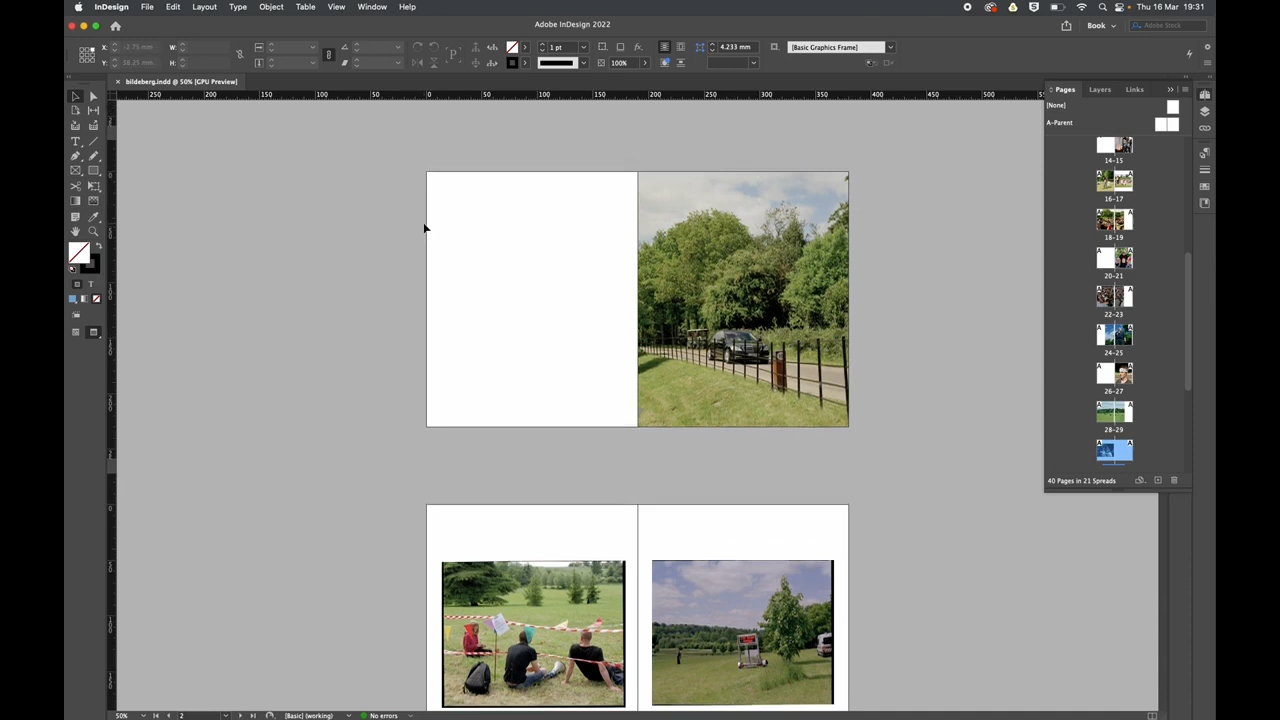 InDesign File Edit Layout Type Object Table View Window Help Thu 16 Mar 19:31
Adobe InDesign 2022 Book Adobe Stock
X: -2.75 mm W: 1 pt 4.233 mm [Basic Graphics Frame]
Y: 38.25 mm H: 100%
× bildeberg.indd @ 50% [GPU Preview]
250 200 150 100 50 0 50 100 150 200 250 300 350 400 450 500
Pages Layers Links
[None]
A-Parent
14-15
16-17
18-19
20-21
22-23
24-25
26-27
28-29
40 Pages in 21 Spreads
50% 2 [Basic] (working) No errors